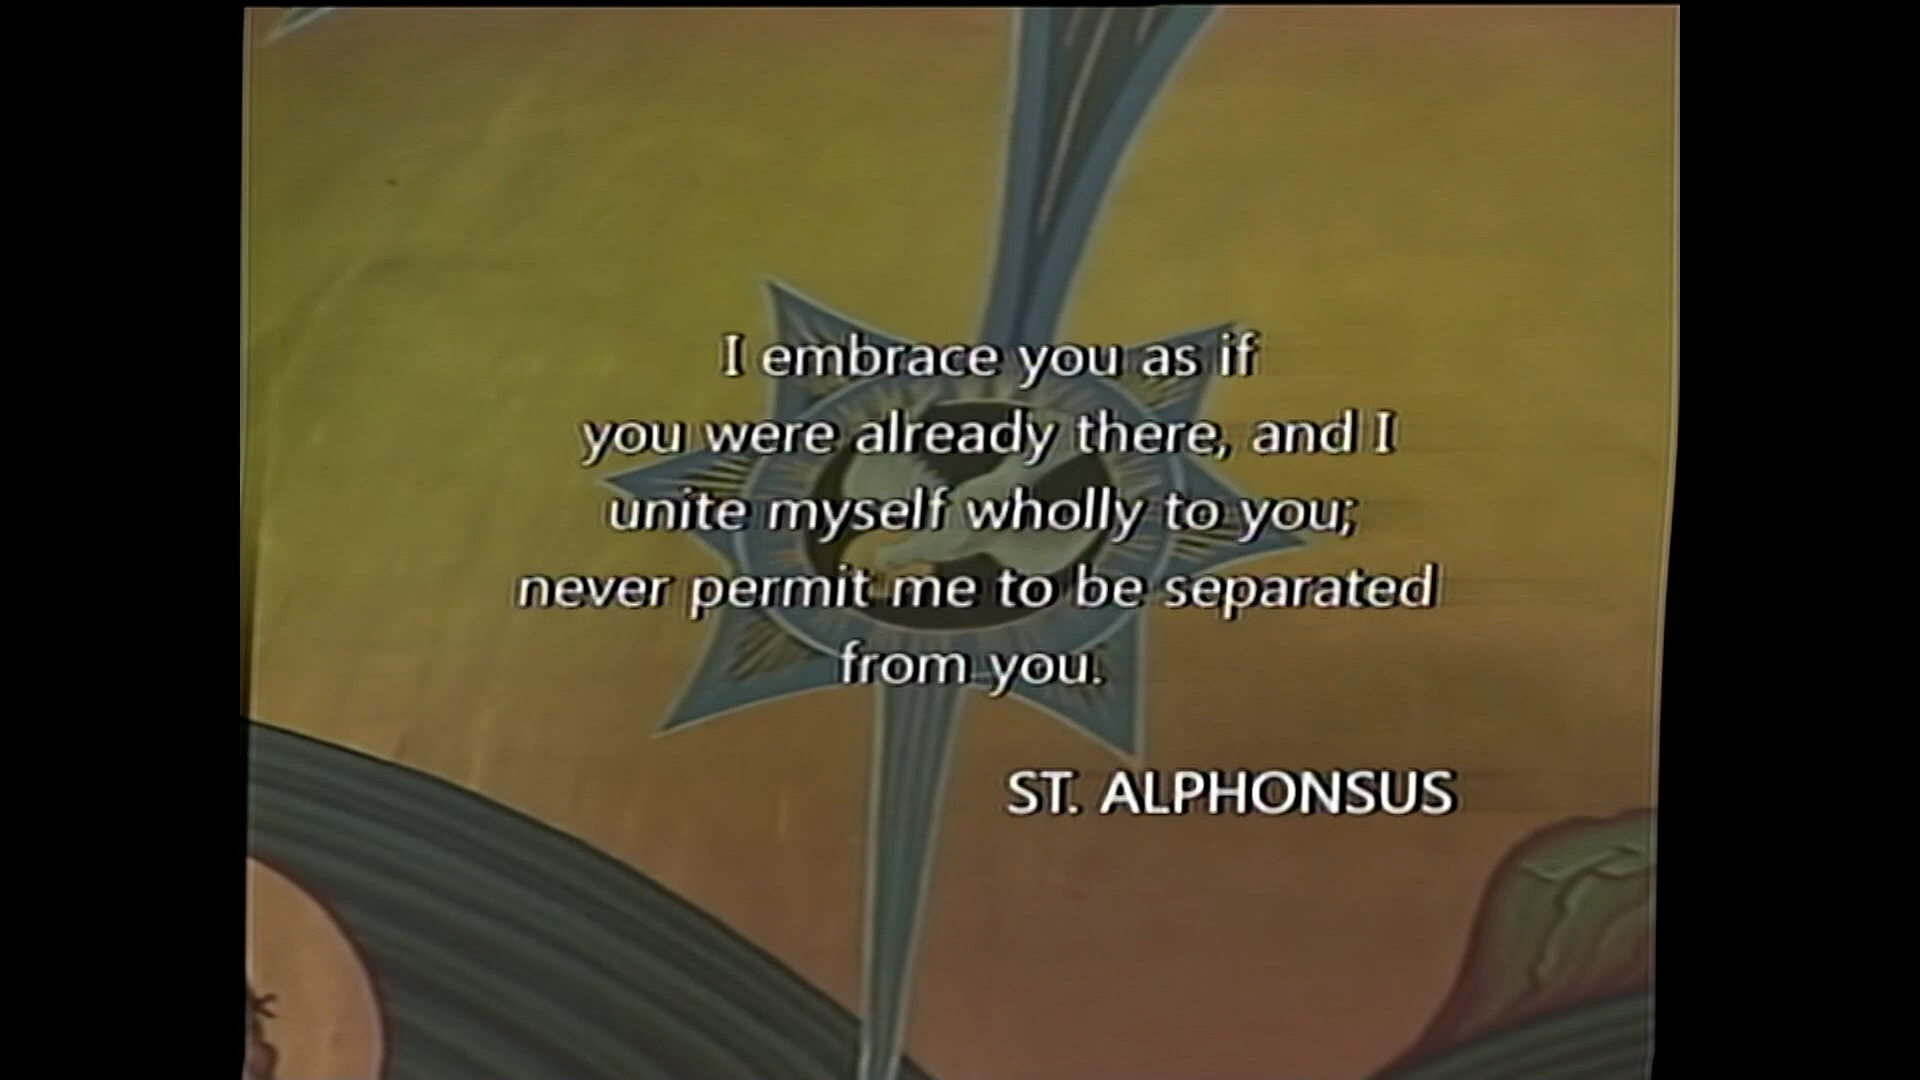 I embrace you as if
you were already there, and I
unite myself wholly to you;
never permit me to be separated
from you.
ST. ALPHONSUS